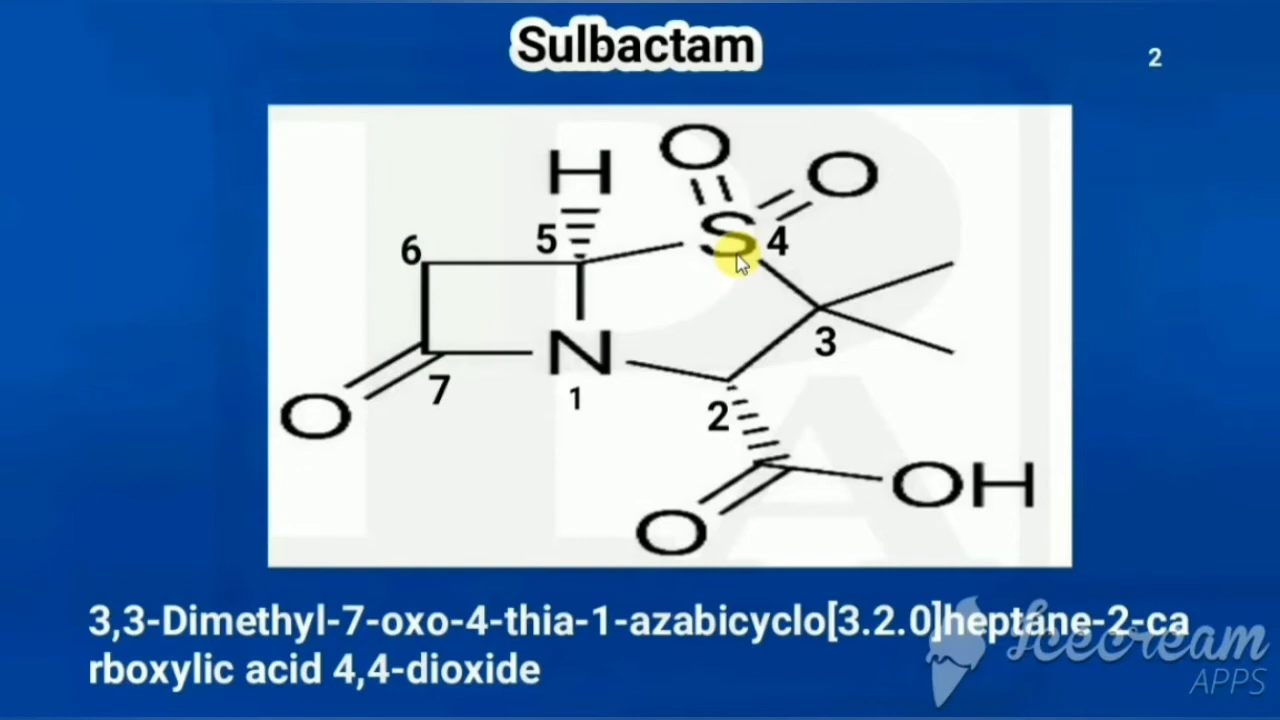 Sulbactam
2
H
O
O
S
4
5
6
N
1
3
7
2
O
OH
O
3,3-Dimethyl-7-oxo-4-thia-1-azabicyclo[3.2.0]heptane-2-ca
rboxylic acid 4,4-dioxide
Icecream
APPS